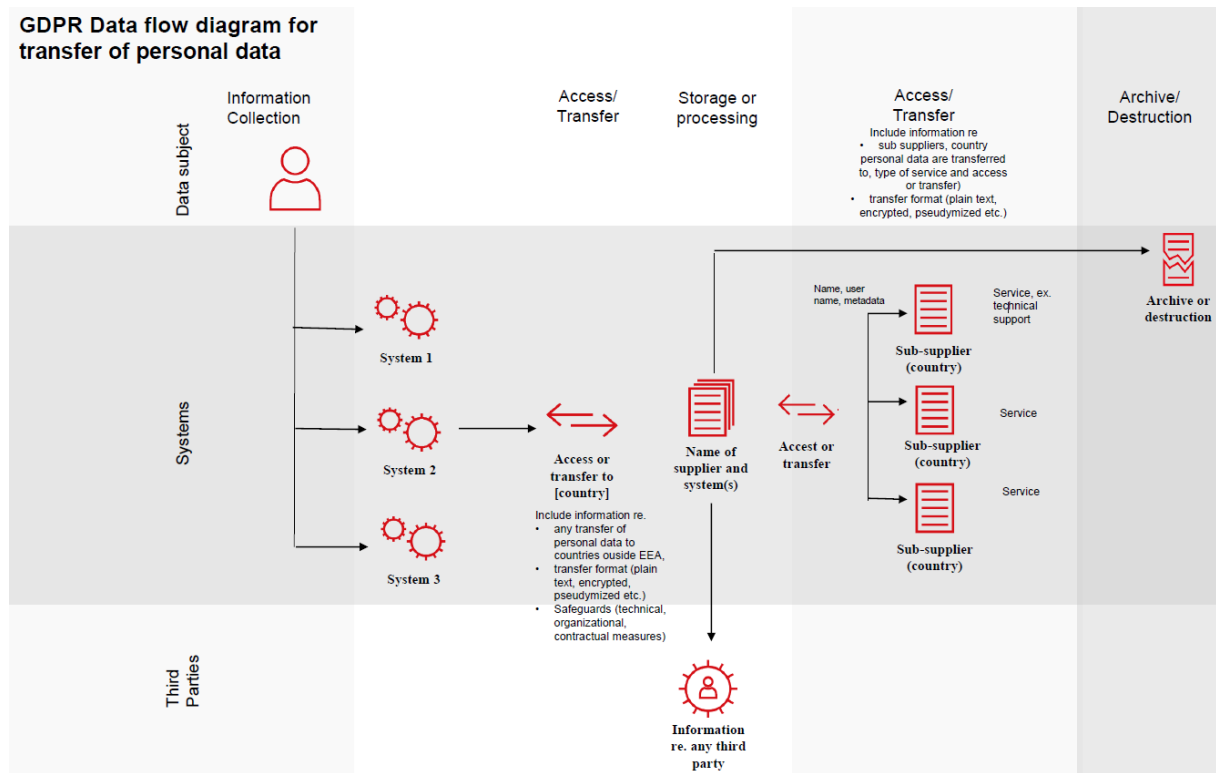 GDPR Data flow diagram for
transfer of personal data
Information
Collection
Access/
Transfer
Storage or
processing
Access/
Transfer
Include information re
• sub suppliers, country
personal data are transferred
to, type of service and access
or transfer)
• transfer format (plain text,
encrypted, pseudymized etc.)
Archive/
Destruction
Data subject
Systems
Third
Parties
System 1
System 2
System 3
Access or
transfer to
[country]
Include information re.
• any transfer of
personal data to
countries ouside EEA,
• transfer format (plain
text, encrypted,
pseudymized etc.)
• Safeguards (technical,
organizational,
contractual measures)
Name of
supplier and
system(s)
Accest or
transfer
Name, user
name, metadata
Service, ex.
technical
support
Sub-supplier
(country)
Service
Sub-supplier
(country)
Service
Sub-supplier
(country)
Archive or
destruction
Information
re. any third
party